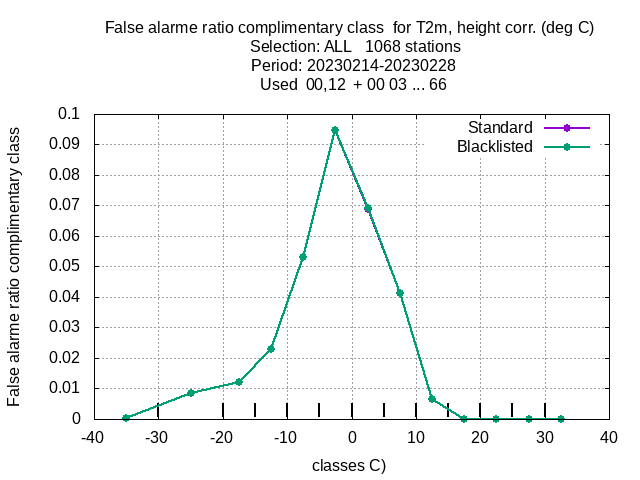 False alarme ratio complimentary class  for T2m, height corr. (deg C)
Selection: ALL   1068 stations
Period: 20230214-20230228
Used  00,12  + 00 03 ... 66
False alarme ratio complimentary class
0.1
0.09
0.08
0.07
0.06
0.05
0.04
0.03
0.02
0.01
0
Standard
Blacklisted
-40 -30 -20 -10 0 10 20 30 40
classes C)